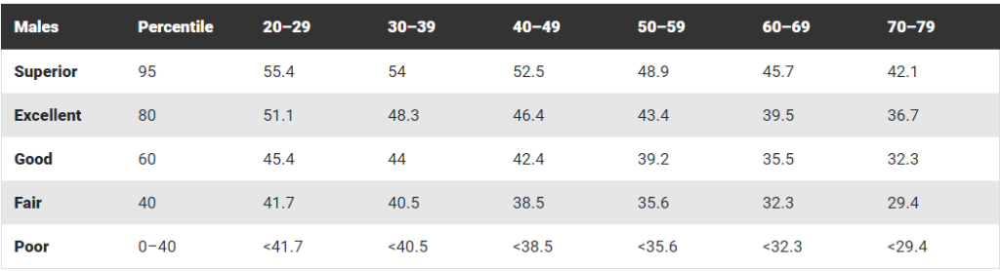 Males Percentile 20–29 30–39 40–49 50–59 60–69 70–79
Superior 95 55.4 54 52.5 48.9 45.7 42.1
Excellent 80 51.1 48.3 46.4 43.4 39.5 36.7
Good 60 45.4 44 42.4 39.2 35.5 32.3
Fair 40 41.7 40.5 38.5 35.6 32.3 29.4
Poor 0–40 <41.7 <40.5 <38.5 <35.6 <32.3 <29.4